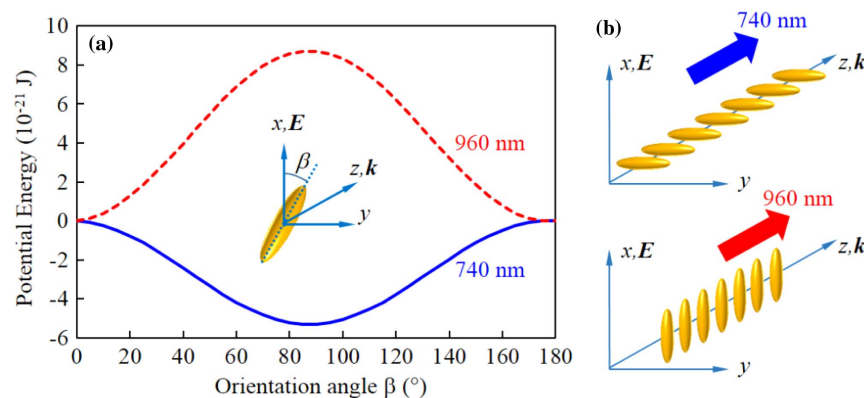 (a)
10
8
6
4
2
0
-2
-4
-6
Potential Energy (10⁻²¹ J)
0 20 40 60 80 100 120 140 160 180
Orientation angle β (°)
960 nm
740 nm
x,E
β
z,k
y
(b)
740 nm
x,E
z,k
y
960 nm
x,E
z,k
y